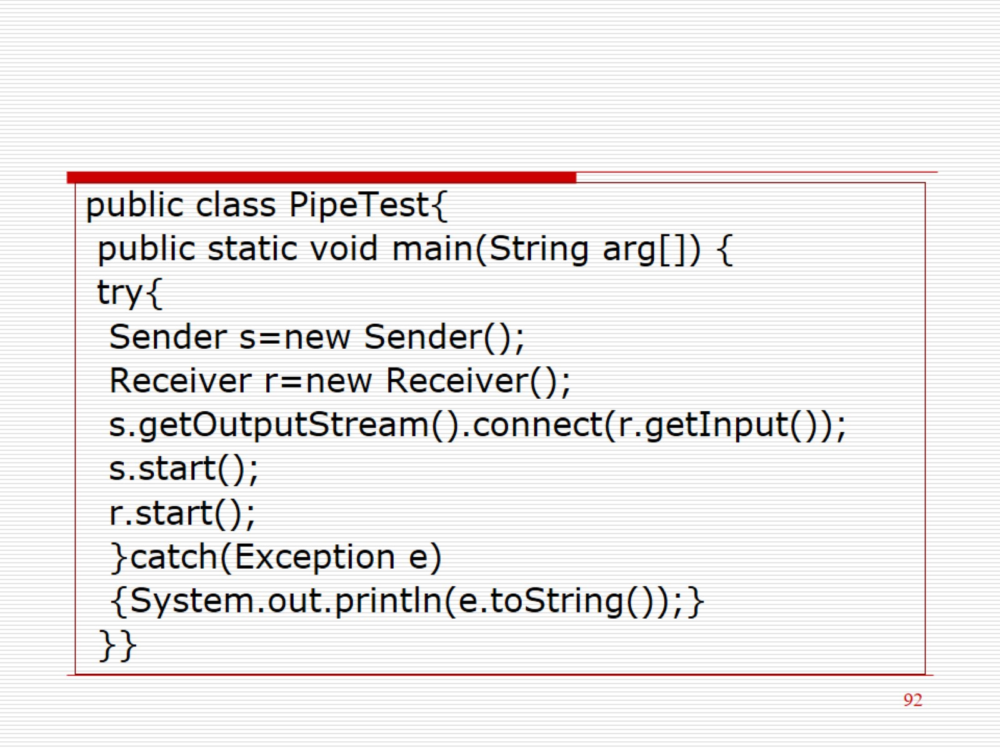 public class PipeTest{
public static void main(String arg[]) {
try{
Sender s=new Sender();
Receiver r=new Receiver();
s.getOutputStream().connect(r.getInput());
s.start();
r.start();
}catch(Exception e)
{System.out.println(e.toString());}
}}
92